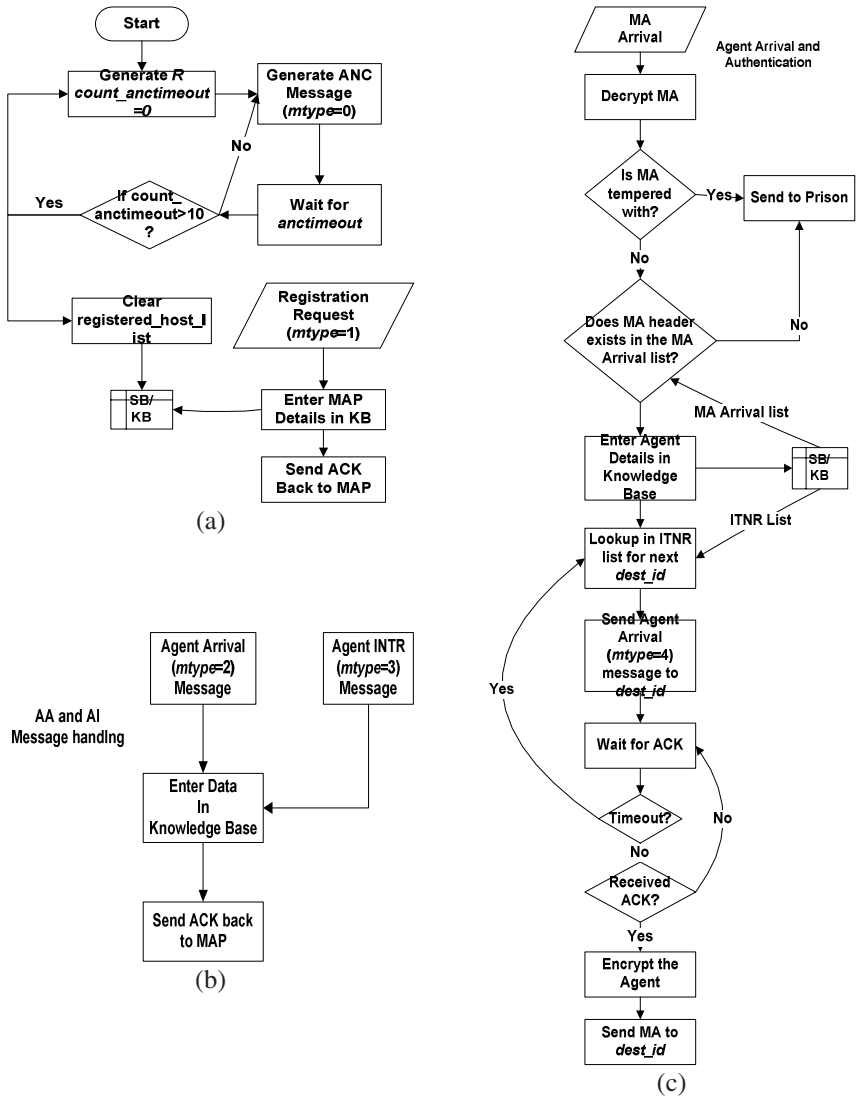 Start
Generate R
count_anctimeout
=0
Generate ANC
Message
(mtype=0)
No
Yes
If count_
anctimeout>10
?
Wait for
anctimeout
Clear
registered_host_l
ist
Registration
Request
(mtype=1)
SB/
KB
Enter MAP
Details in KB
Send ACK
Back to MAP
(a)
Agent Arrival
(mtype=2)
Message
Agent INTR
(mtype=3)
Message
AA and AI
Message handlng
Enter Data
In
Knowledge Base
Send ACK back
to MAP
(b)
MA
Arrival
Agent Arrival and
Authentication
Decrypt MA
Is MA
tempered
with?
Yes
Send to Prison
No
Does MA header
exists in the MA
Arrival list?
No
MA Arrival list
Enter Agent
Details in
Knowledge
Base
SB/
KB
ITNR List
Lookup in ITNR
list for next
dest_id
Send Agent
Arrival
(mtype=4)
message to
dest_id
Yes
Wait for ACK
Timeout?
No
No
Received
ACK?
Yes
Encrypt the
Agent
Send MA to
dest_id
(c)